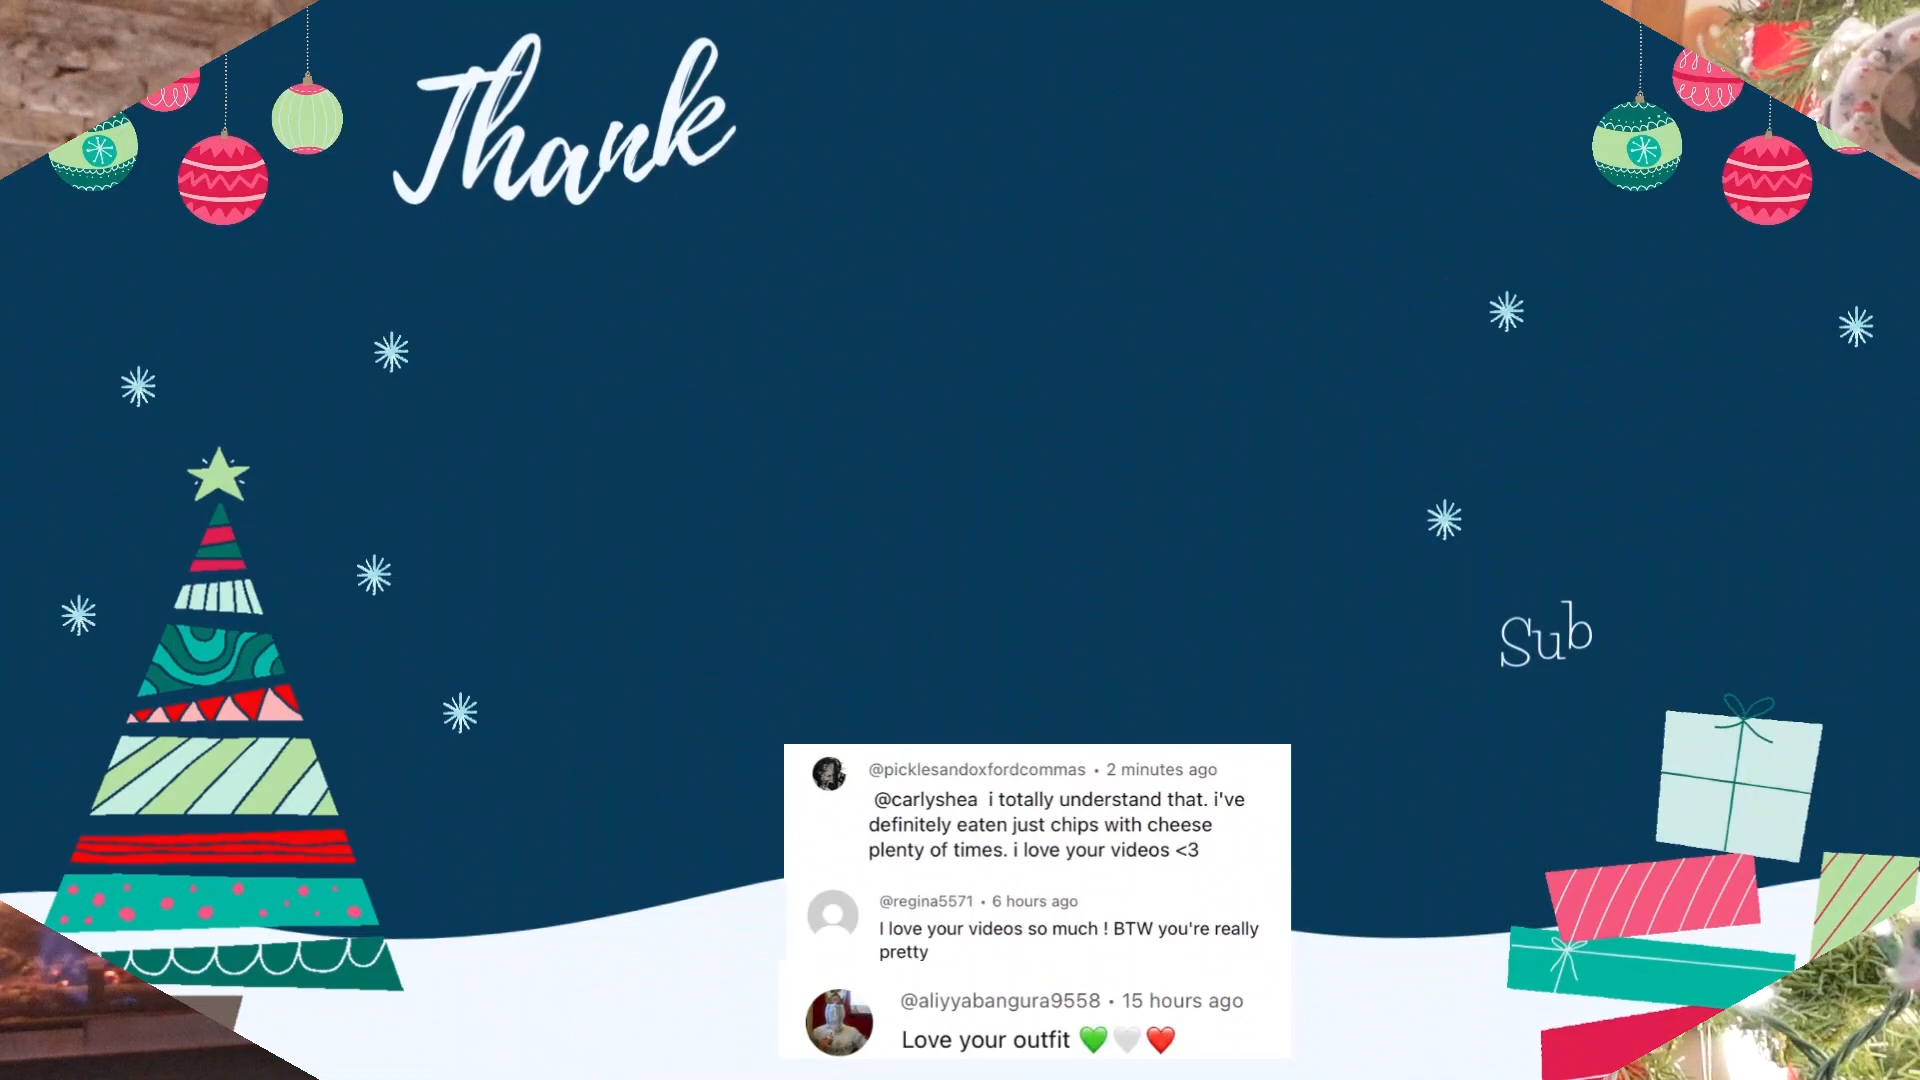 Thank
Sub
@picklesandoxfordcommas • 2 minutes ago
@carlyshea i totally understand that. i've
definitely eaten just chips with cheese
plenty of times. i love your videos <3
@regina5571 • 6 hours ago
I love your videos so much ! BTW you're really
pretty
@aliyyabangura9558 • 15 hours ago
Love your outfit 💚🤍❤️